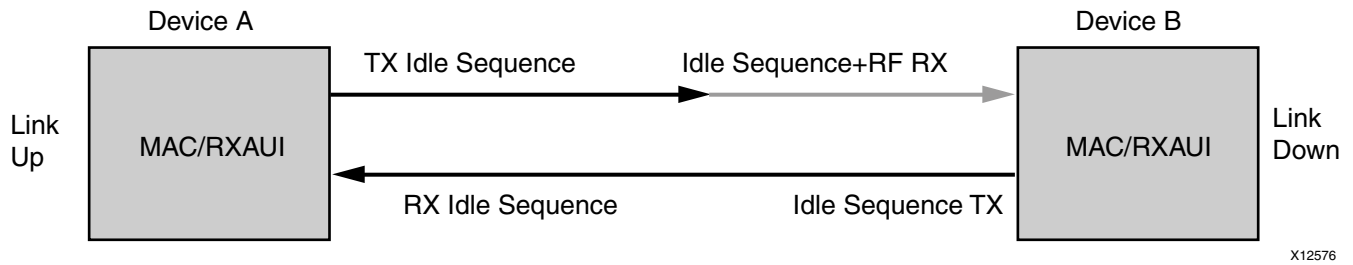 Device A
Device B
TX Idle Sequence
Idle Sequence+RF RX
Link
Up
MAC/RXAUI
MAC/RXAUI
Link
Down
RX Idle Sequence
Idle Sequence TX
X12576